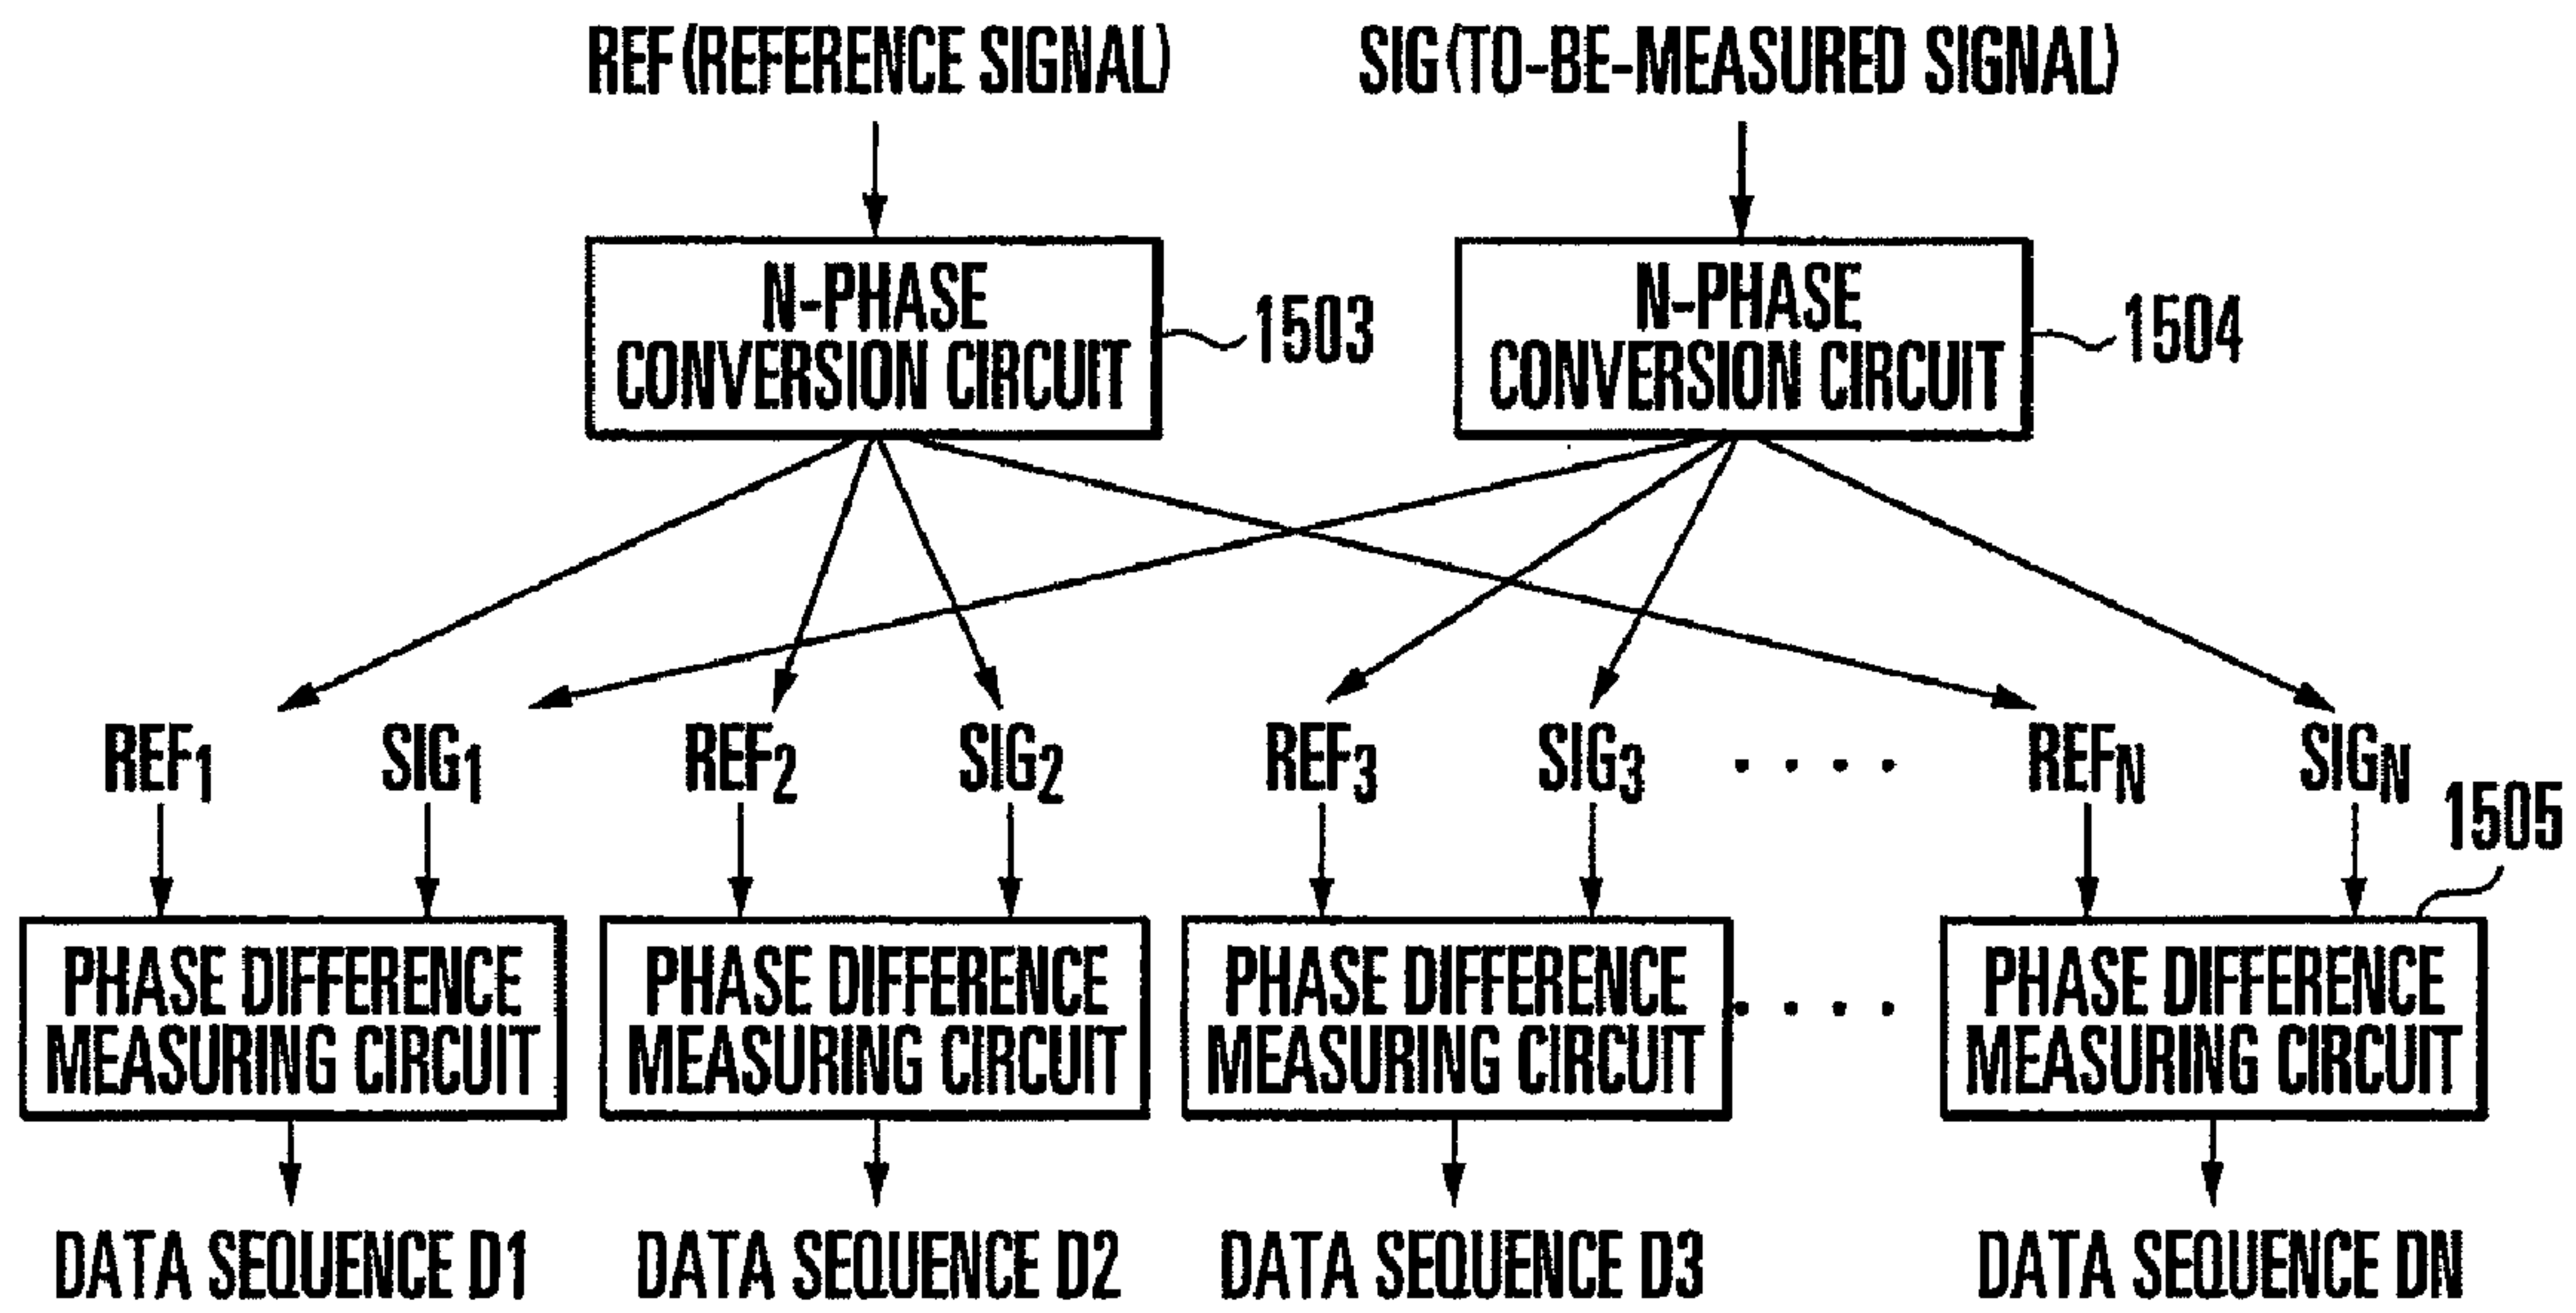 REF (REFERENCE SIGNAL)
SIG (TO-BE-MEASURED SIGNAL)
N-PHASE
CONVERSION CIRCUIT
1503
N-PHASE
CONVERSION CIRCUIT
1504
REF1
SIG1
REF2
SIG2
REF3
SIG3
. . . .
REFN
SIGN
1505
PHASE DIFFERENCE
MEASURING CIRCUIT
PHASE DIFFERENCE
MEASURING CIRCUIT
PHASE DIFFERENCE
MEASURING CIRCUIT
. . . .
PHASE DIFFERENCE
MEASURING CIRCUIT
DATA SEQUENCE D1
DATA SEQUENCE D2
DATA SEQUENCE D3
DATA SEQUENCE DN